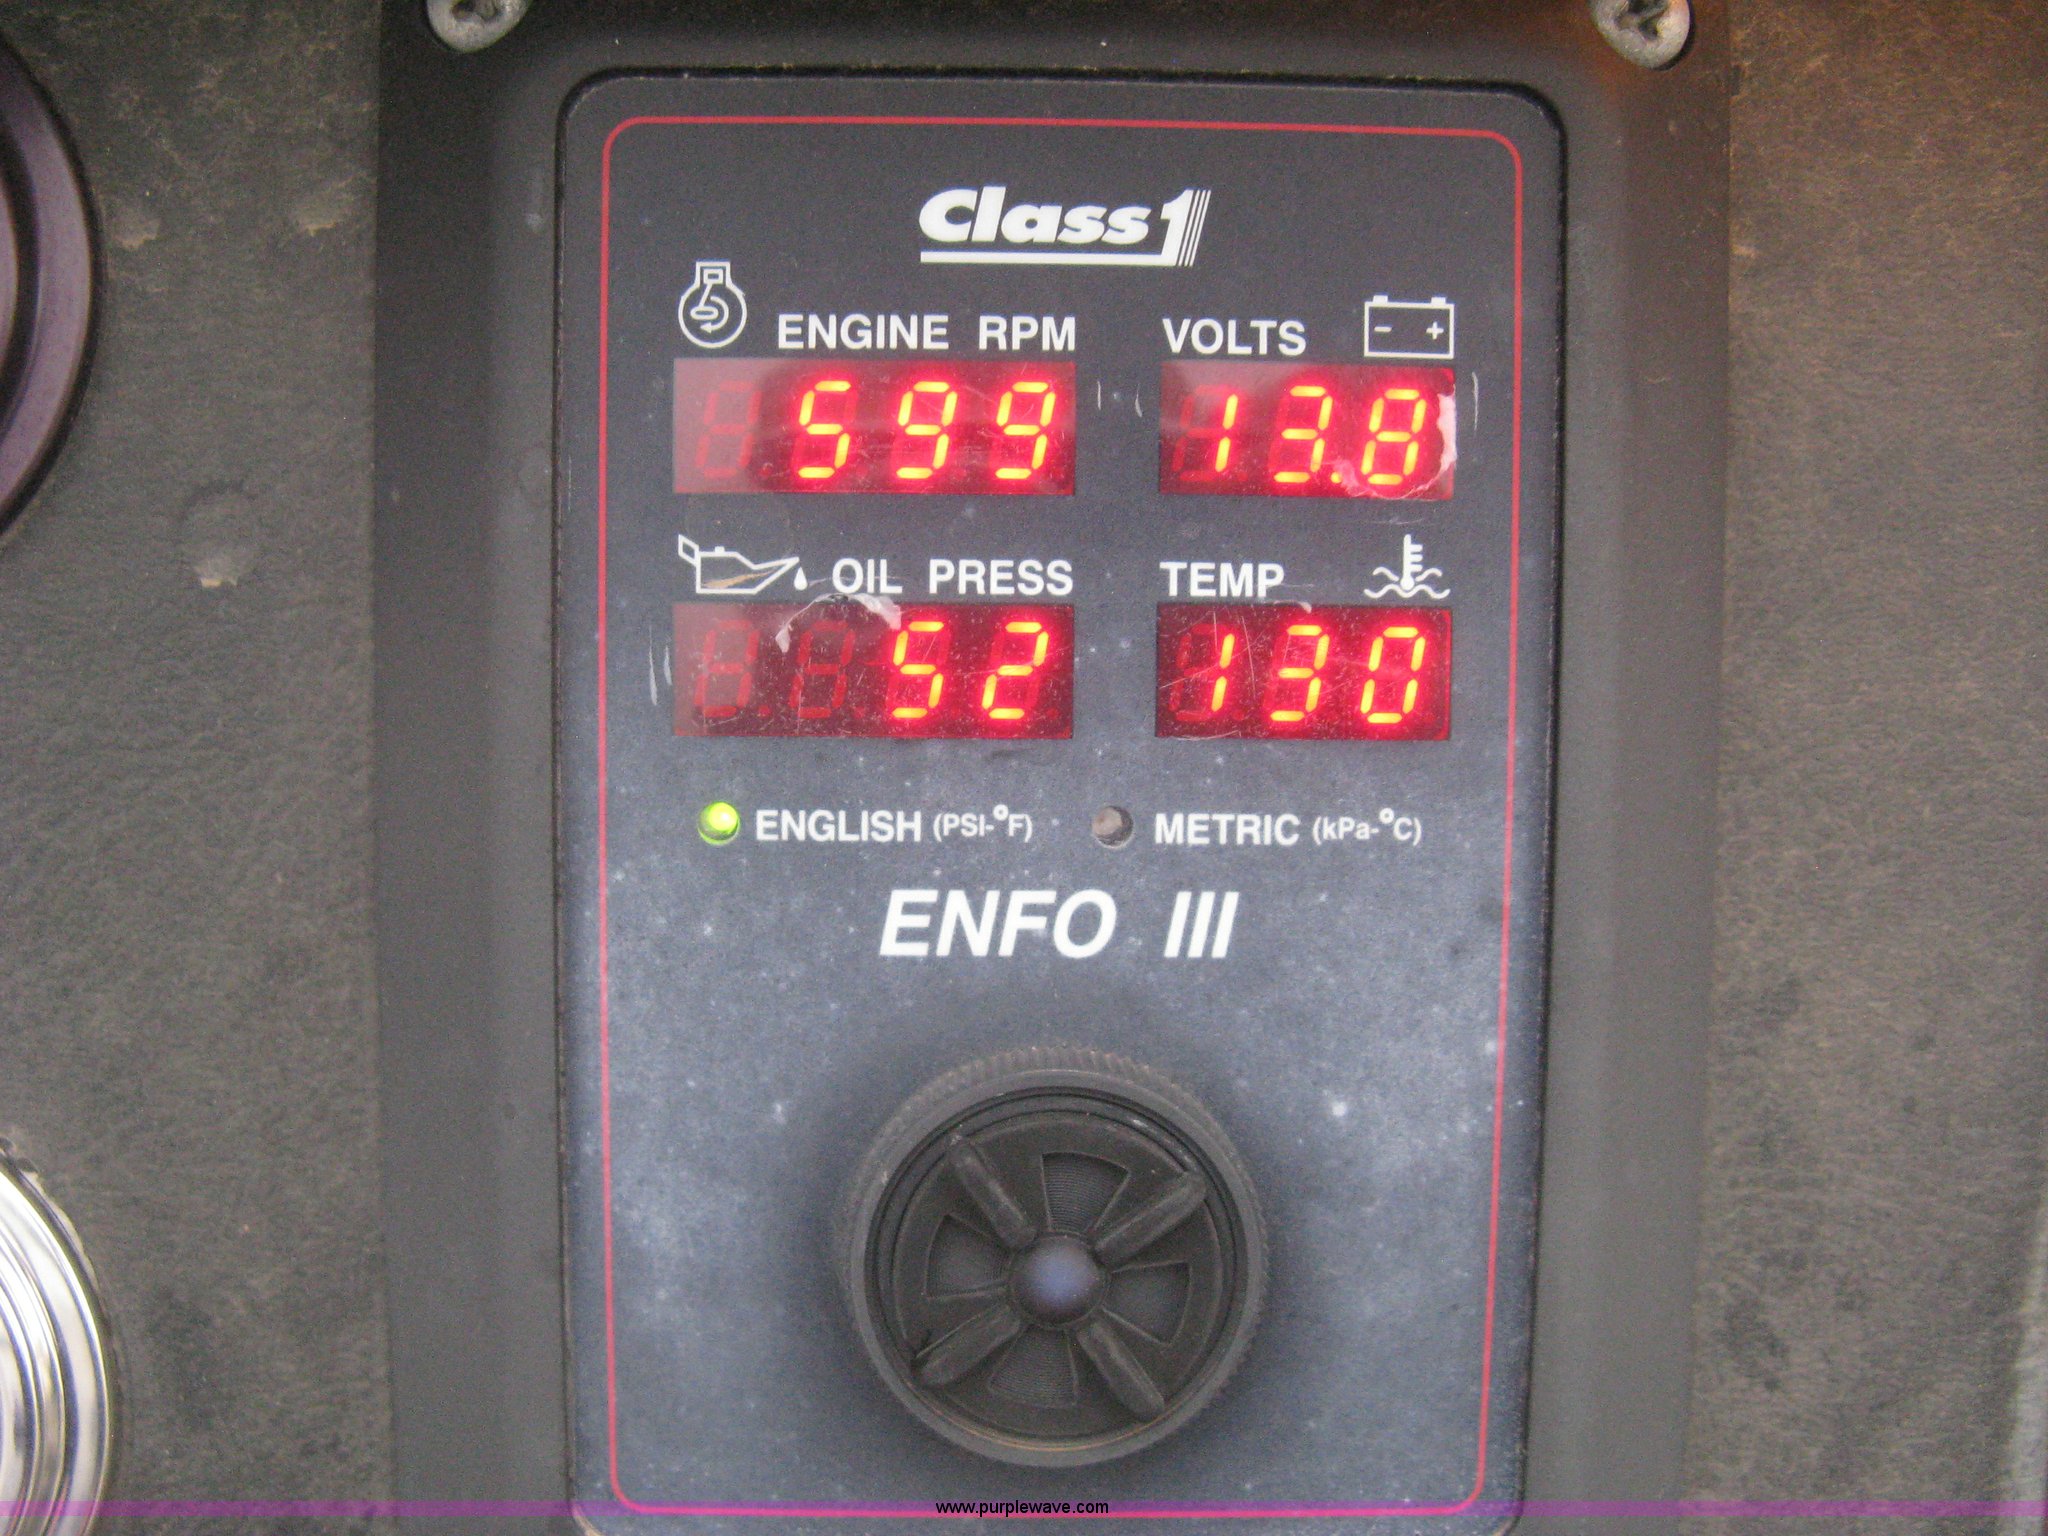 Class 1
ENGINE RPM VOLTS - +
599 13.8
OIL PRESS TEMP
52 130
ENGLISH (PSI-°F) METRIC (kPa-°C)
ENFO III
www.purplewave.com